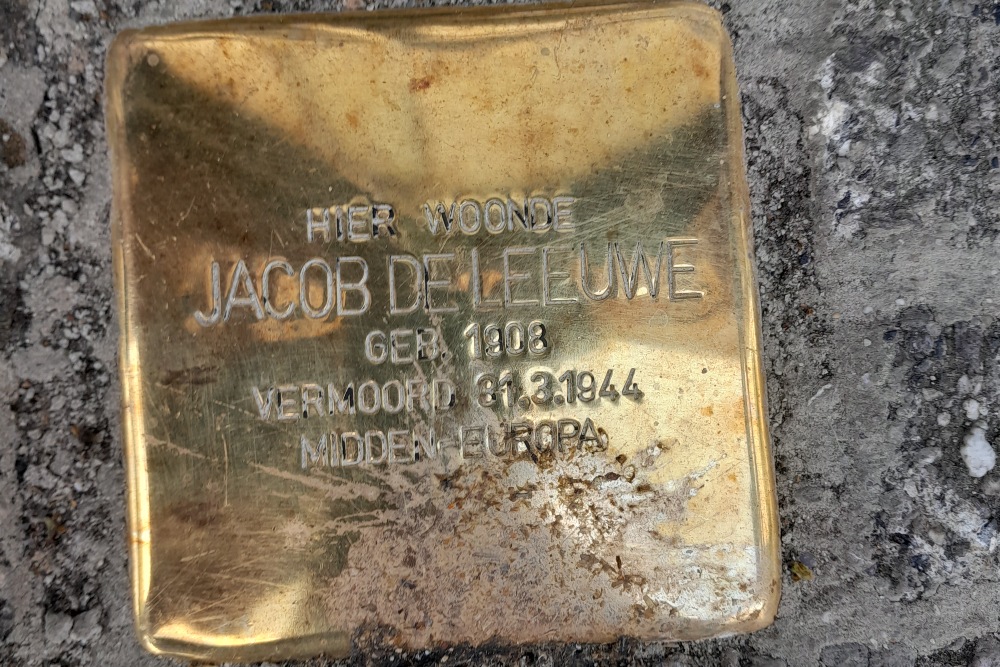 HIER WOONDE
JACOB DE LEEUWE
GEB. 1908
VERMOORD 31.3.1944
MIDDEN-EUROPA